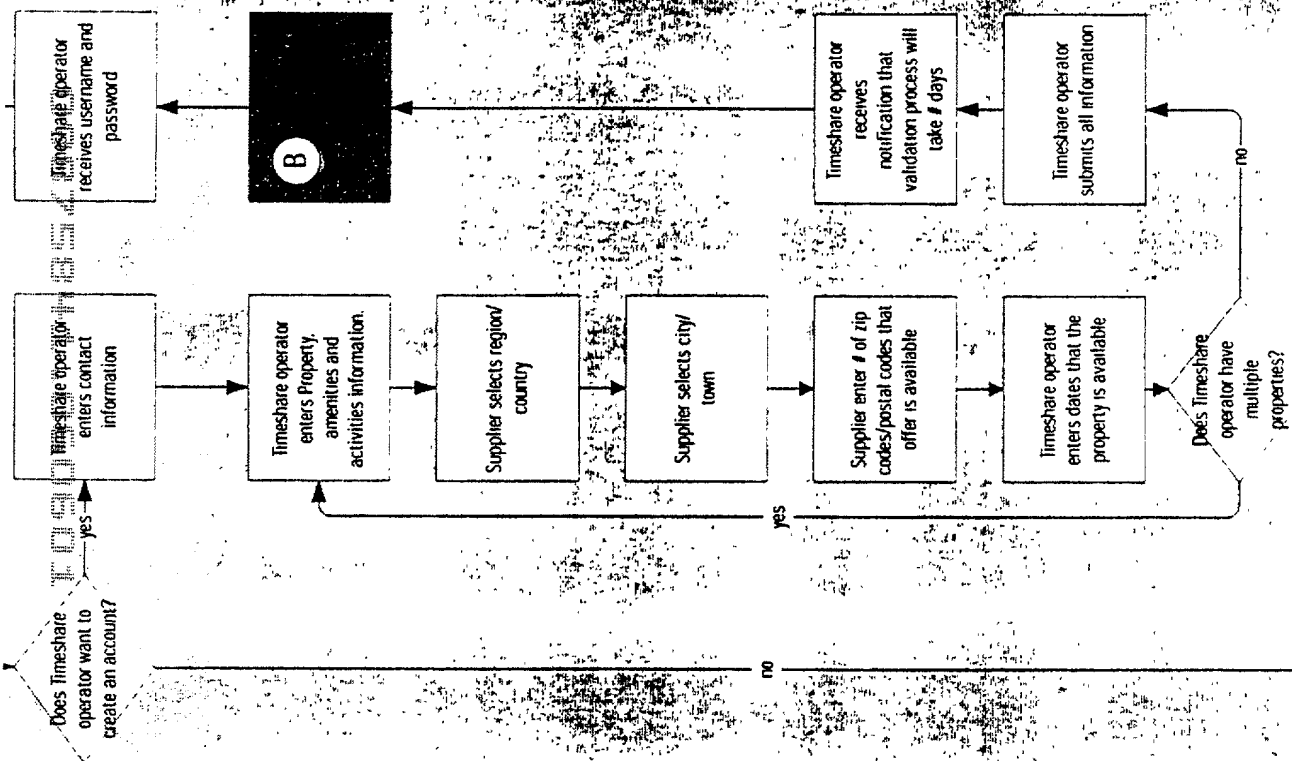 Does Timeshare
operator want to
create an account?
yes
no
Timeshare operator
enters contact
information
Timeshare operator
enters Property,
amenities and
activities information.
Supplier selects region/
country
Supplier selects city/
town
Supplier enter # of zip
codes/postal codes that
offer is available
Timeshare operator
enters dates that the
property is available
Does Timeshare
operator have
multiple
properties?
yes
no
Timeshare operator
submits all information
Timeshare operator
receives
notification that
validation process will
take # days
B
Timeshare operator
receives username and
password